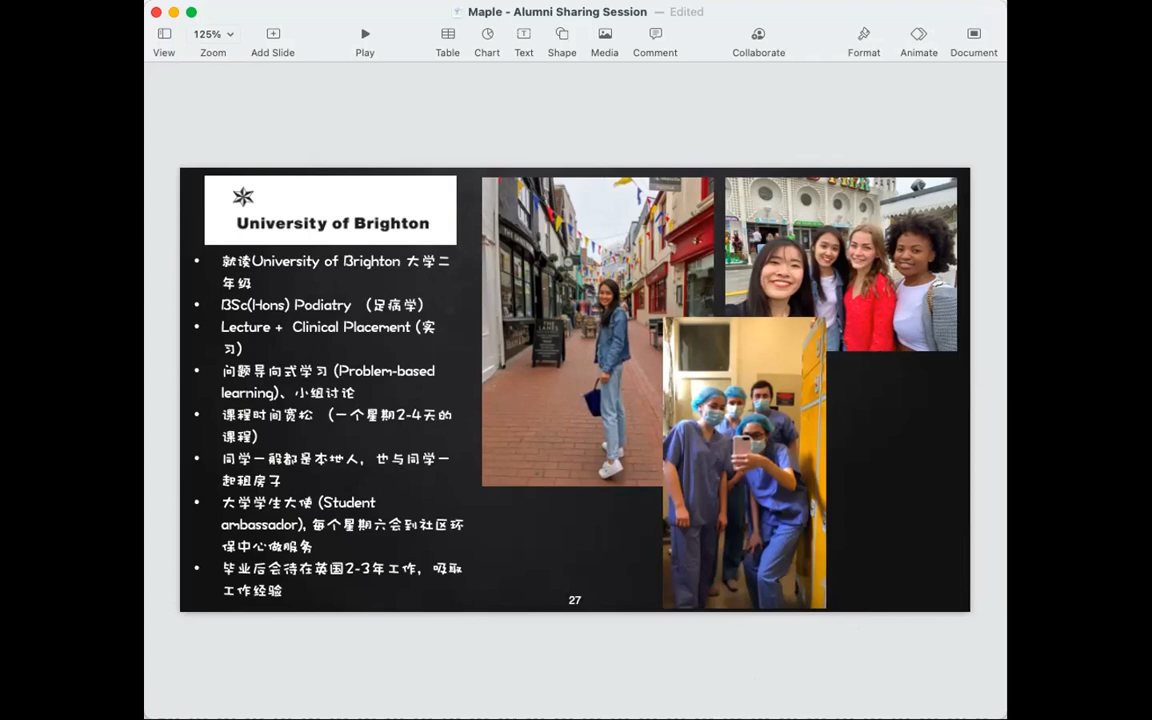 Maple - Alumni Sharing Session — Edited
125%
View
Zoom
Add Slide
Play
Table
Chart
Text
Shape
Media
Comment
Collaborate
Format
Animate
Document
University of Brighton
• 就读University of Brighton 大学二
年级
• BSc(Hons) Podiatry （足病学）
• Lecture + Clinical Placement (实
习)
• 问题导向式学习 (Problem-based
learning)、小组讨论
• 课程时间宽松 （一个星期2-4天的
课程）
• 同学一般都是本地人，也与同学一
起租房子
• 大学学生大使 (Student
ambassador), 每个星期六会到社区环
保中心做服务
• 毕业后会待在英国2-3年工作，吸取
工作经验
THE LANES
27